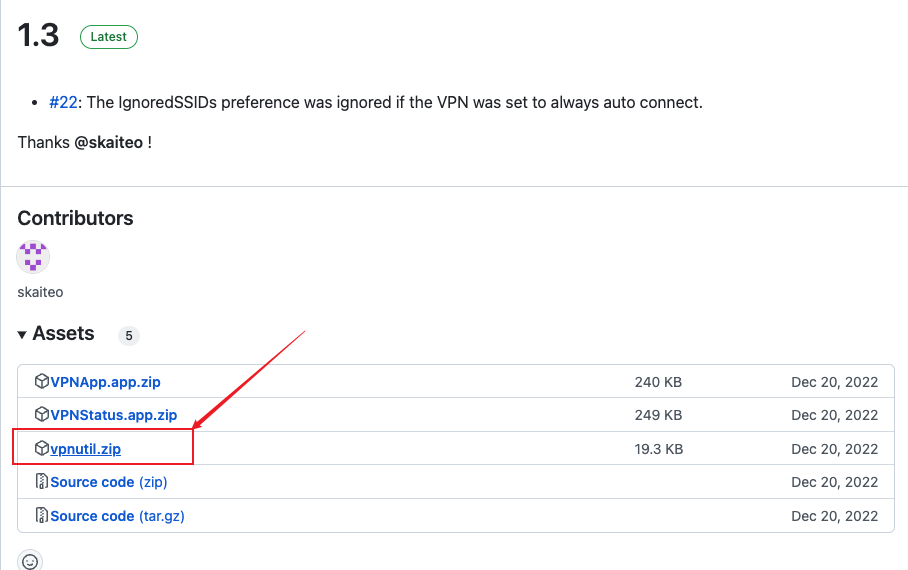 1.3 Latest
#22: The IgnoredSSIDs preference was ignored if the VPN was set to always auto connect.
Thanks @skaiteo !
Contributors
skaiteo
Assets 5
VPNApp.app.zip 240 KB Dec 20, 2022
VPNStatus.app.zip 249 KB Dec 20, 2022
vpnutil.zip 19.3 KB Dec 20, 2022
Source code (zip) Dec 20, 2022
Source code (tar.gz) Dec 20, 2022